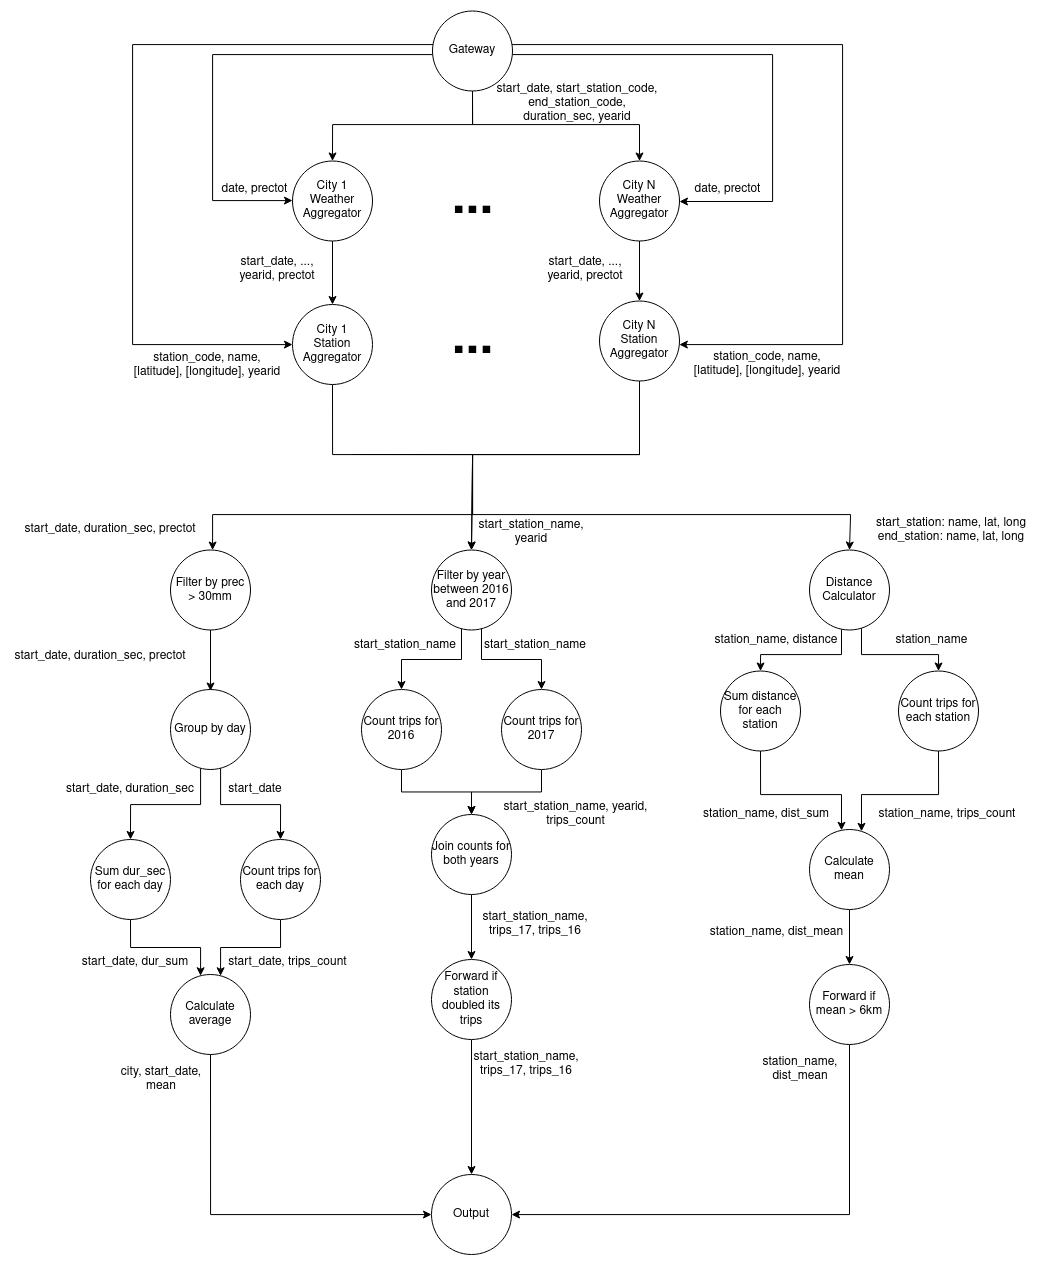 Gateway
start_date, start_station_code,
end_station_code,
duration_sec, yearid
date, prectot
City 1
Weather
Aggregator
...
City N
Weather
Aggregator
date, prectot
start_date, ...,
yearid, prectot
start_date, ...,
yearid, prectot
City 1
Station
Aggregator
...
City N
Station
Aggregator
station_code, name,
[latitude], [longitude], yearid
station_code, name,
[latitude], [longitude], yearid
start_date, duration_sec, prectot
start_station_name,
yearid
start_station: name, lat, long
end_station: name, lat, long
Filter by prec
> 30mm
Filter by year
between 2016
and 2017
Distance
Calculator
start_date, duration_sec, prectot
start_station_name
start_station_name
station_name, distance
station_name
Group by day
Count trips for
2016
Count trips for
2017
Sum distance
for each
station
Count trips for
each station
start_date, duration_sec
start_date
start_station_name, yearid,
trips_count
station_name, dist_sum
station_name, trips_count
Sum dur_sec
for each day
Count trips for
each day
Join counts for
both years
Calculate
mean
start_date, dur_sum
start_date, trips_count
start_station_name,
trips_17, trips_16
station_name, dist_mean
Calculate
average
Forward if
station
doubled its
trips
Forward if
mean > 6km
city, start_date,
mean
start_station_name,
trips_17, trips_16
station_name,
dist_mean
Output